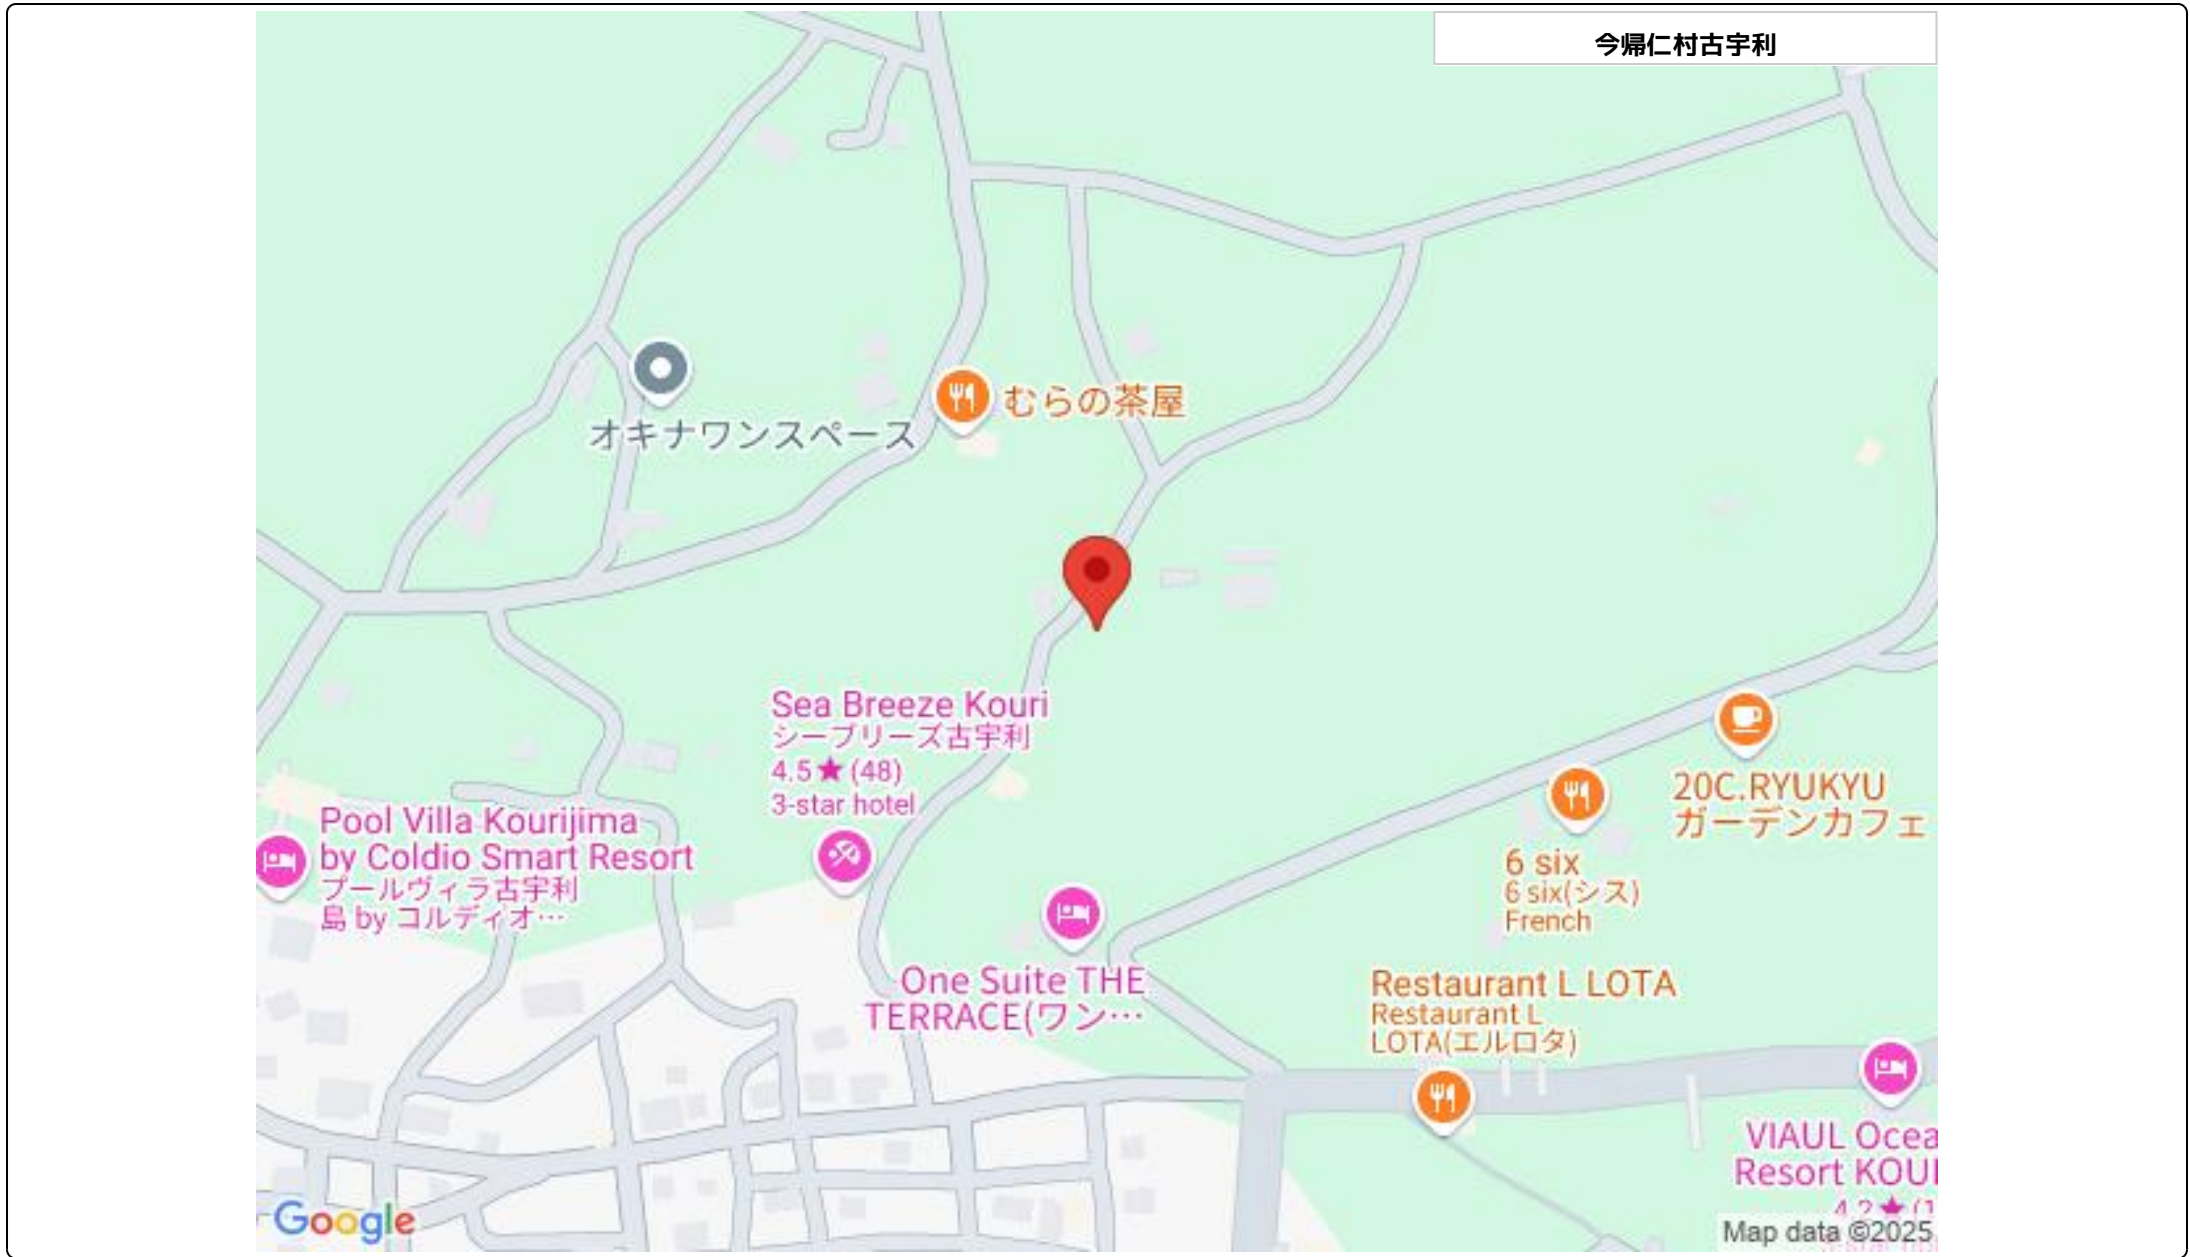 今帰仁村古宇利
むらの茶屋
オキナワンスペース
Sea Breeze Kouri
シーブリーズ古宇利
4.5★ (48)
3-star hotel
20C.RYUKYU
ガーデンカフェ
Pool Villa Kourijima
by Coldio Smart Resort
プールヴィラ古宇利
島 by コルディオ…
6 six
6 six(シス)
French
One Suite THE
TERRACE(ワン…
Restaurant L LOTA
Restaurant L
LOTA(エルロタ)
VIAUL Ocea
Resort KOU
4.2★ (1
Google
Map data ©2025